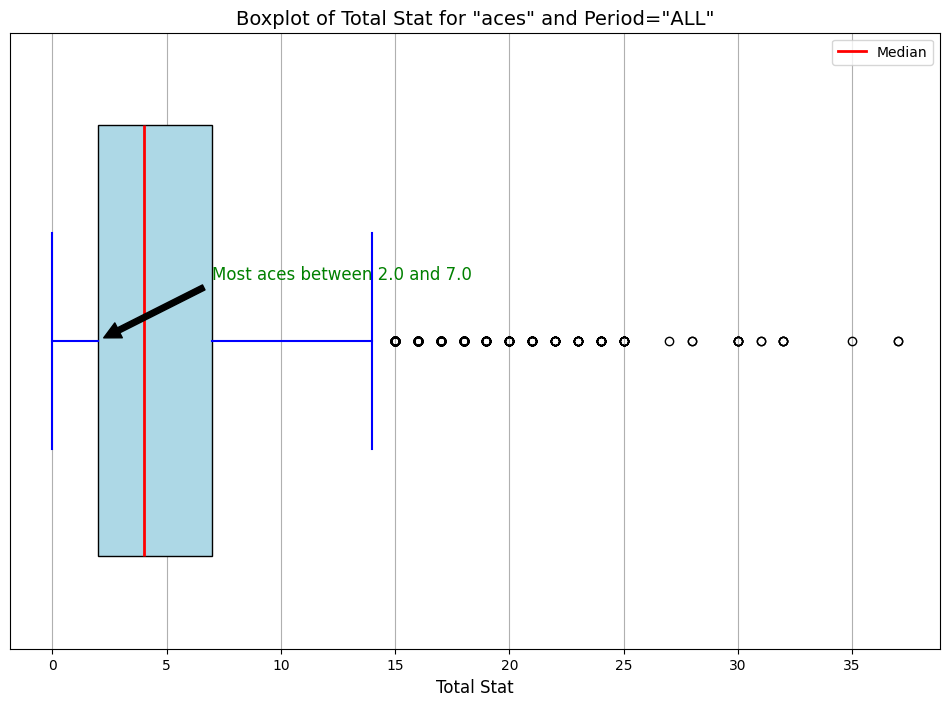 Boxplot of Total Stat for "aces" and Period="ALL"
Median
Most aces between 2.0 and 7.0
0 5 10 15 20 25 30 35
Total Stat